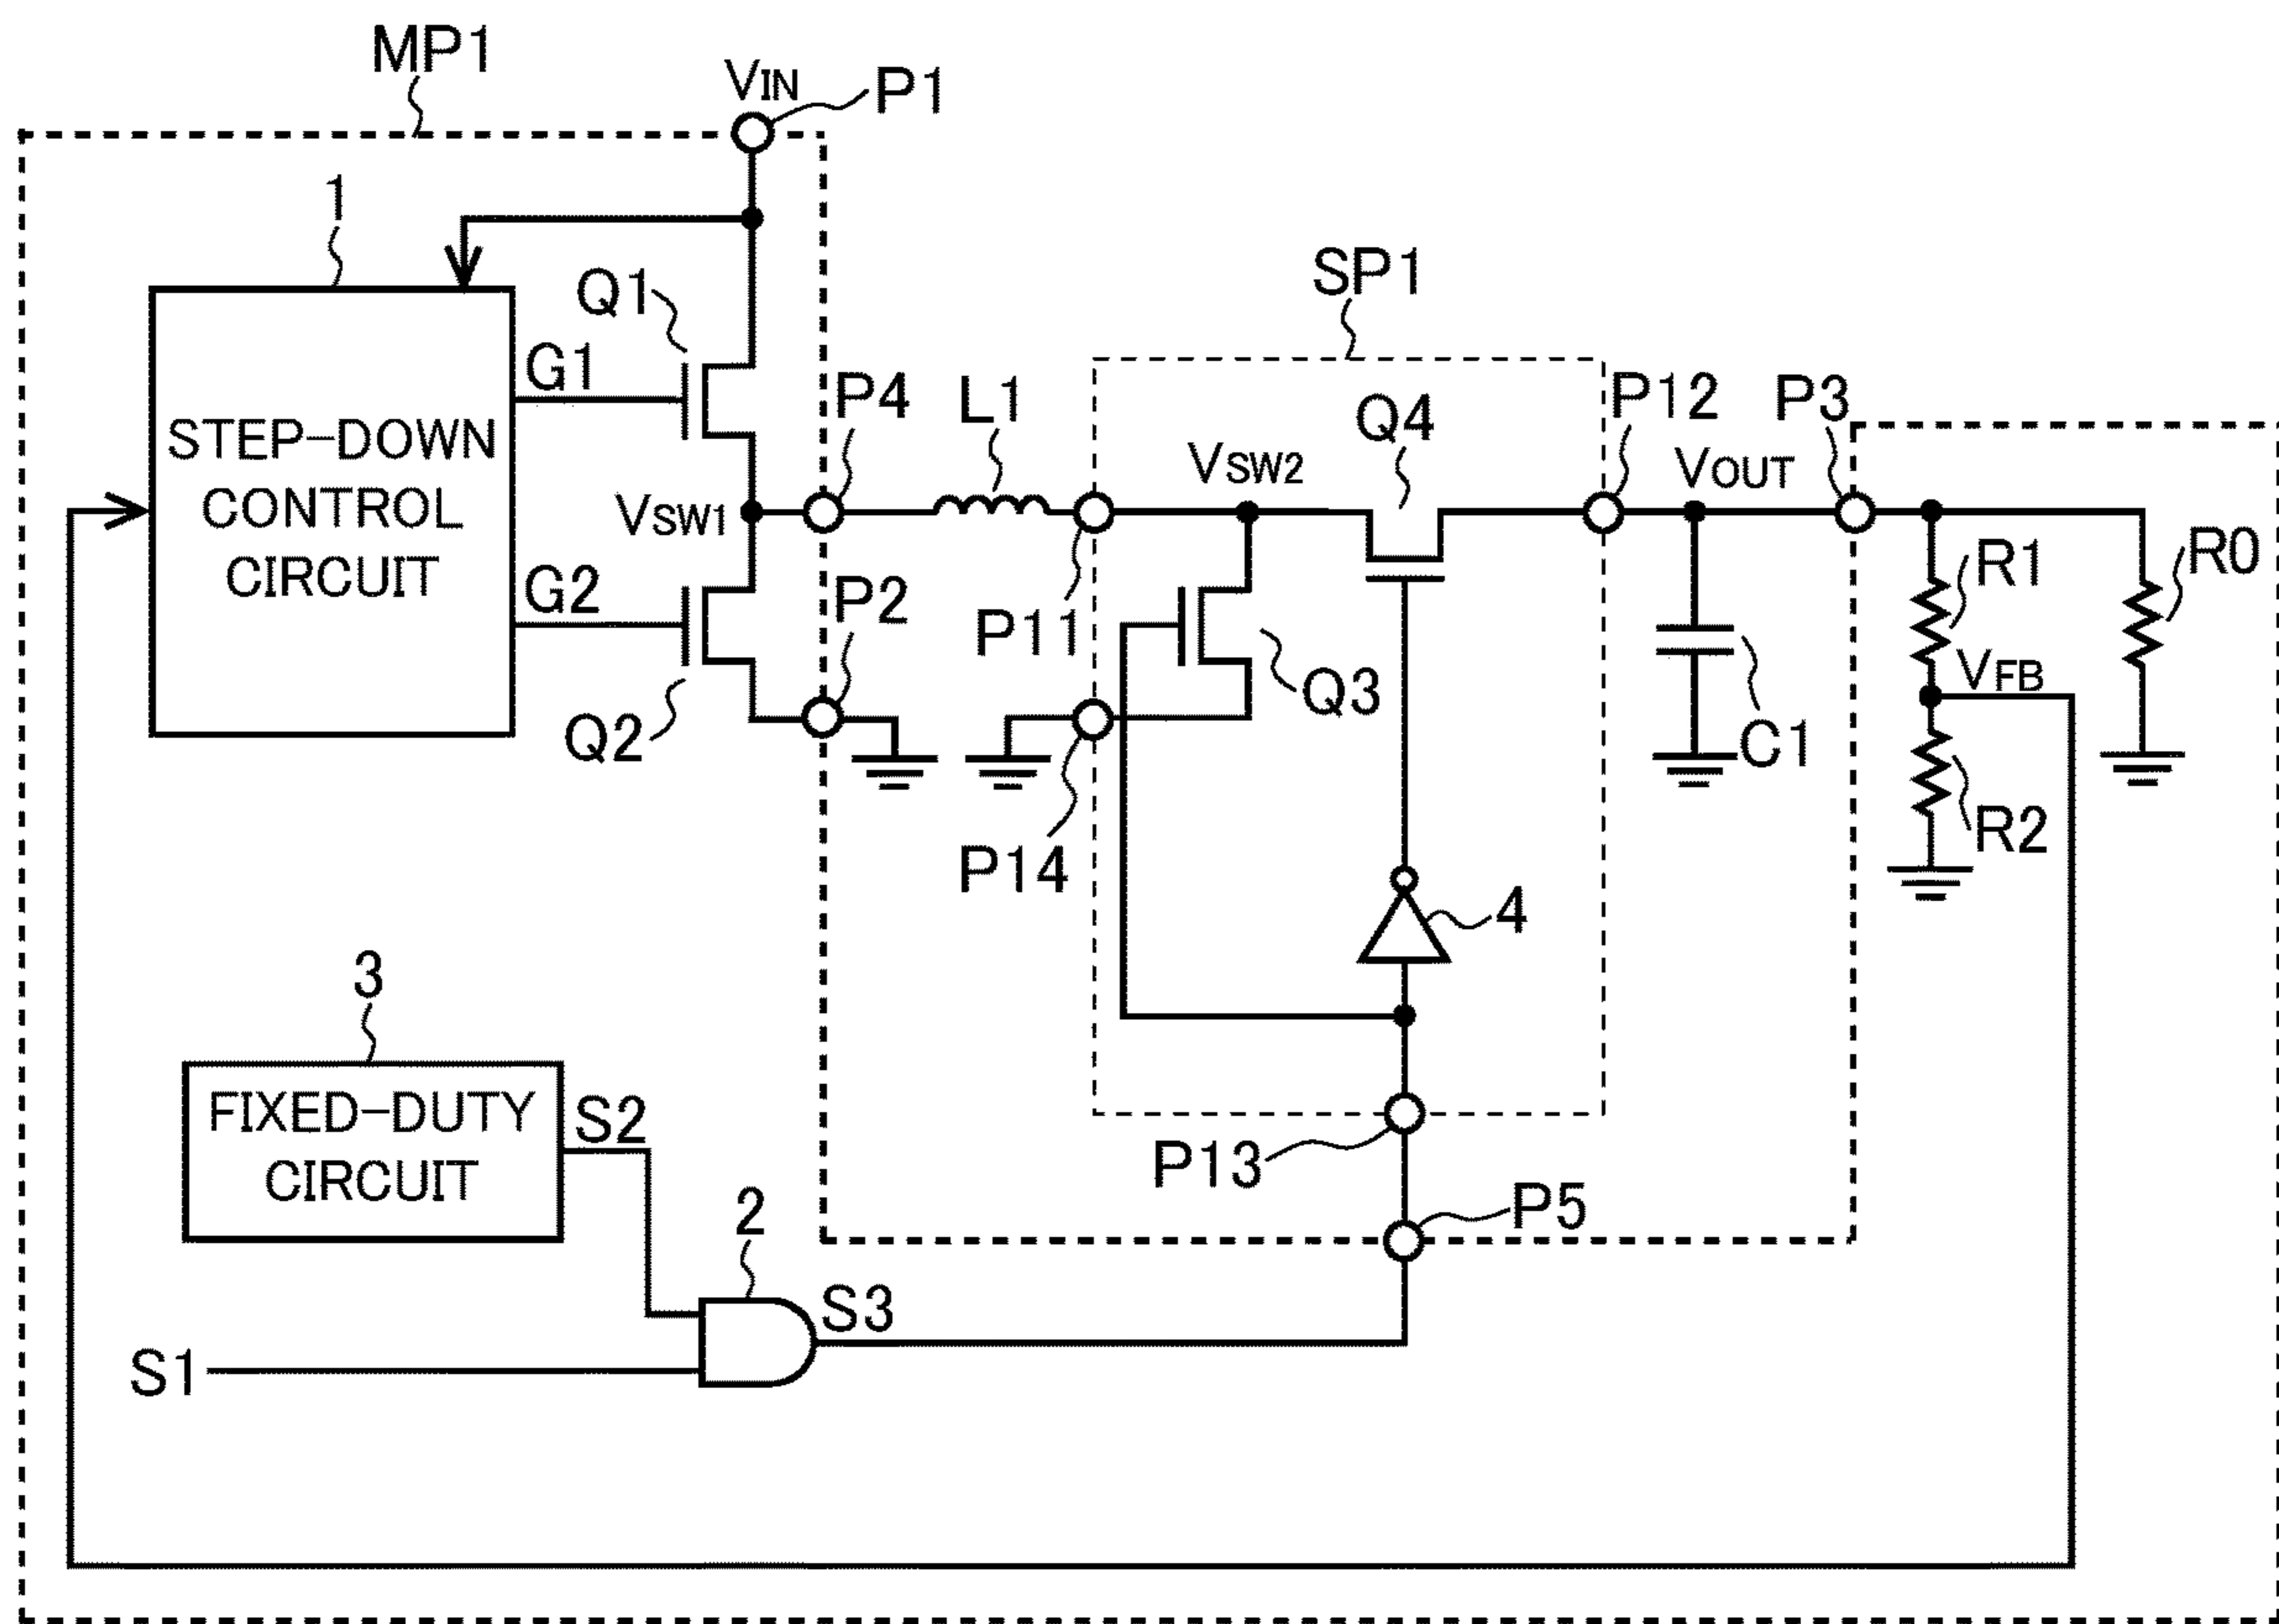 MP1
VIN
P1
1
Q1
SP1
G1
STEP-DOWN
CONTROL
CIRCUIT
P4
L1
Q4
P12
P3
VSW2
VOUT
VSW1
R0
R1
G2
P2
P11
VFB
Q3
Q2
C1
R2
P14
4
3
FIXED-DUTY
CIRCUIT
S2
P13
P5
2
S3
S1